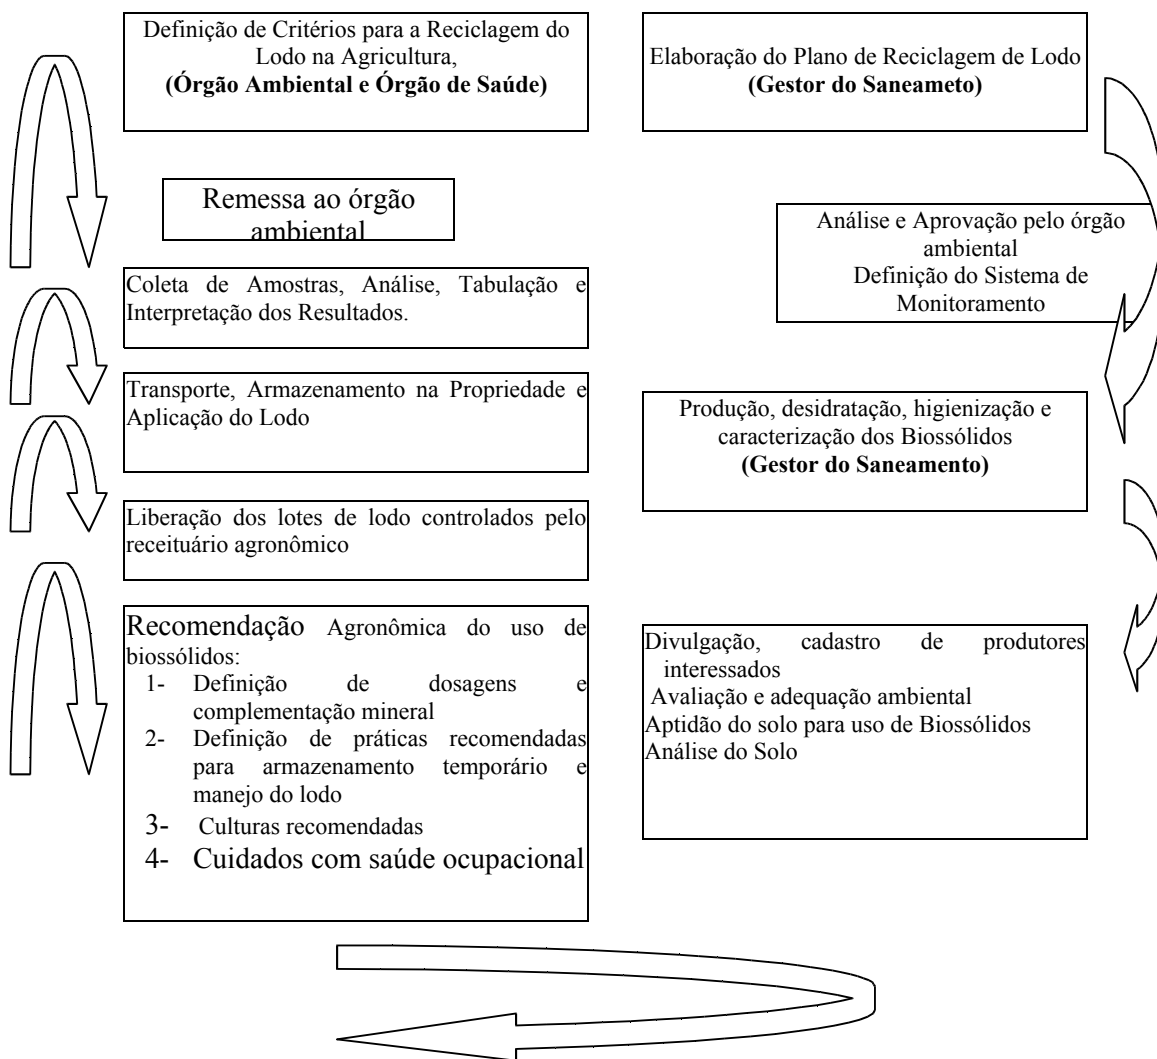 Definição de Critérios para a Reciclagem do
Lodo na Agricultura,
(Órgão Ambiental e Órgão de Saúde)
Elaboração do Plano de Reciclagem de Lodo
(Gestor do Saneameto)
Remessa ao órgão
ambiental
Análise e Aprovação pelo órgão
ambiental
Definição do Sistema de
Monitoramento
Coleta de Amostras, Análise, Tabulação e
Interpretação dos Resultados.
Transporte, Armazenamento na Propriedade e
Aplicação do Lodo
Produção, desidratação, higienização e
caracterização dos Biossólidos
(Gestor do Saneamento)
Liberação dos lotes de lodo controlados pelo
receituário agronômico
Recomendação Agronômica do uso de
biossólidos:
1- Definição de dosagens e
complementação mineral
2- Definição de práticas recomendadas
para armazenamento temporário e
manejo do lodo
3- Culturas recomendadas
4- Cuidados com saúde ocupacional
Divulgação, cadastro de produtores
interessados
Avaliação e adequação ambiental
Aptidão do solo para uso de Biossólidos
Análise do Solo